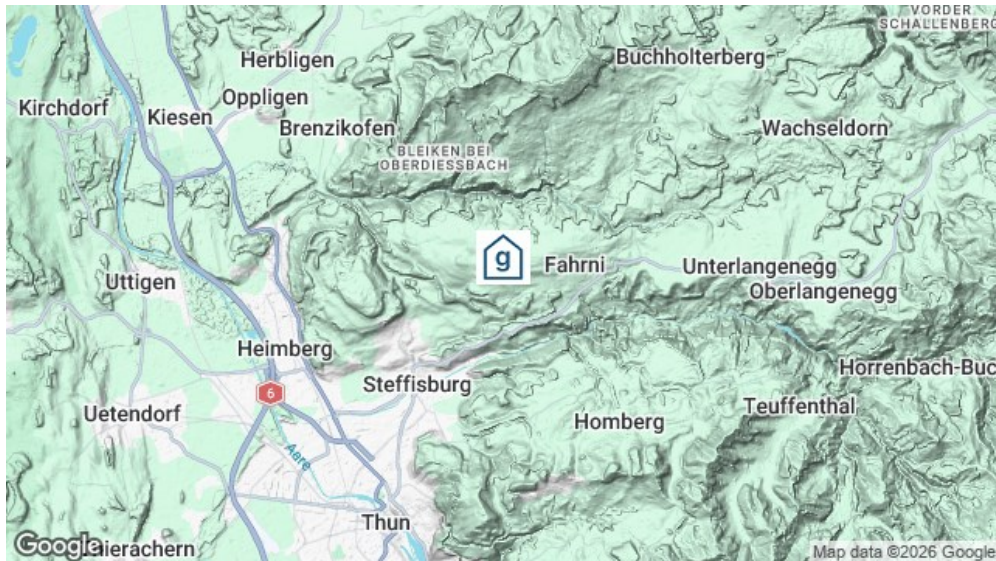 VORDER
SCHALLENBERG
Herbligen
Buchholterberg
Kirchdorf
Kiesen
Oppligen
Brenzikofen
Wachseldorn
BLEIKEN BEI
OBERDIESSBACH
g
Fahrni
Unterlangenegg
Uttigen
Oberlangenegg
Heimberg
Horrenbach-Buc
Steffisburg
6
Uetendorf
Teuffenthal
Homberg
Aare
Thun
Google
aierachern
Map data ©2026 Google